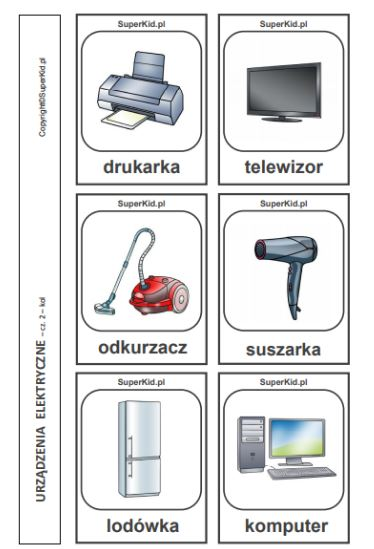 Copyright©SuperKid.pl
URZĄDZENIA ELEKTRYCZNE – cz. 2 – kol
SuperKid.pl
drukarka
SuperKid.pl
telewizor
SuperKid.pl
odkurzacz
SuperKid.pl
suszarka
SuperKid.pl
lodówka
SuperKid.pl
komputer